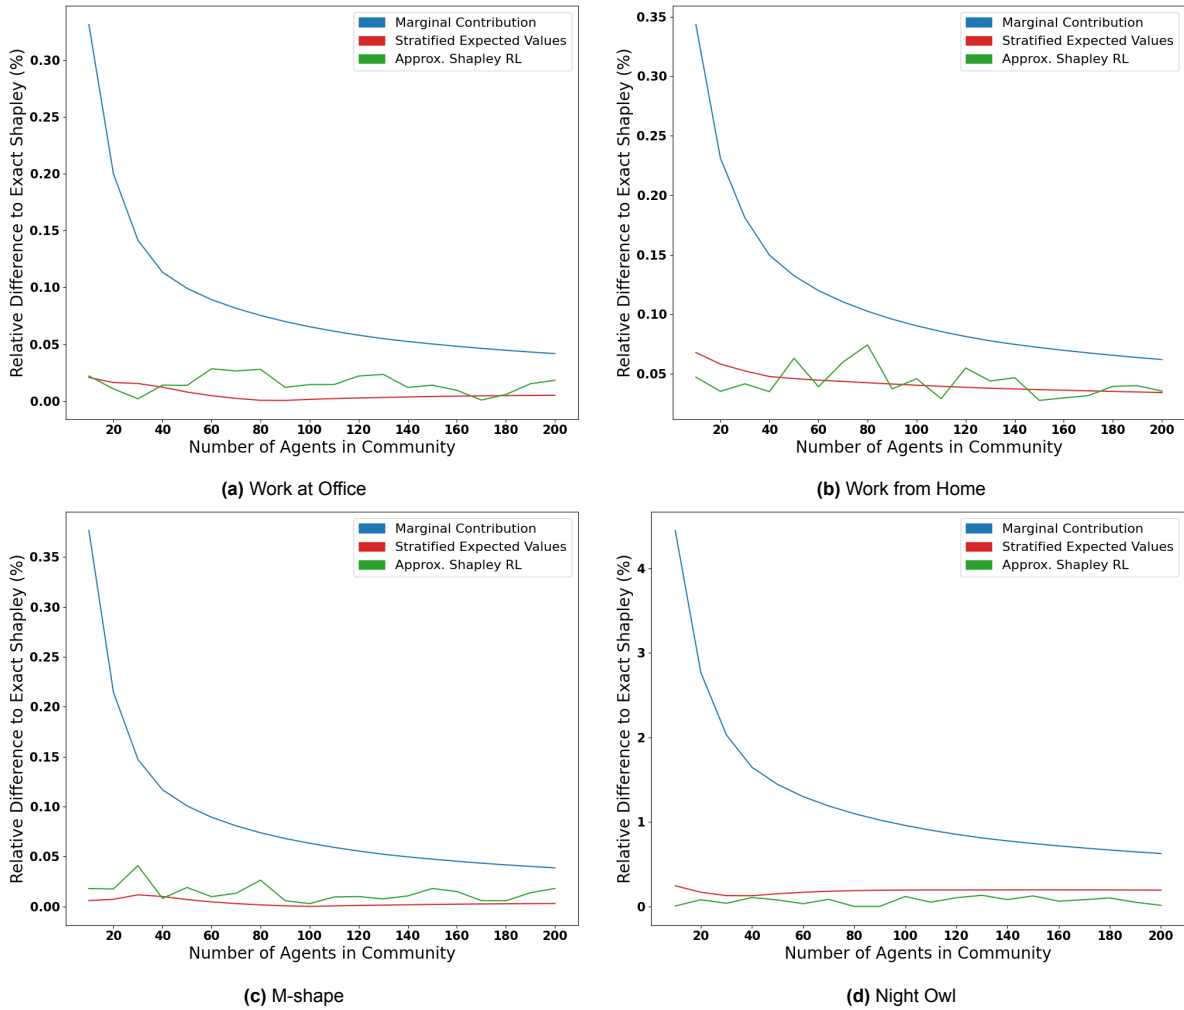 Relative Difference to Exact Shapley (%)
0.30
0.25
0.20
0.15
0.10
0.05
0.00
Marginal Contribution
Stratified Expected Values
Approx. Shapley RL
20 40 60 80 100 120 140 160 180 200
Number of Agents in Community
(a) Work at Office
Relative Difference to Exact Shapley (%)
0.35
0.30
0.25
0.20
0.15
0.10
0.05
Marginal Contribution
Stratified Expected Values
Approx. Shapley RL
20 40 60 80 100 120 140 160 180 200
Number of Agents in Community
(b) Work from Home
Relative Difference to Exact Shapley (%)
0.35
0.30
0.25
0.20
0.15
0.10
0.05
0.00
Marginal Contribution
Stratified Expected Values
Approx. Shapley RL
20 40 60 80 100 120 140 160 180 200
Number of Agents in Community
(c) M-shape
Relative Difference to Exact Shapley (%)
4
3
2
1
0
Marginal Contribution
Stratified Expected Values
Approx. Shapley RL
20 40 60 80 100 120 140 160 180 200
Number of Agents in Community
(d) Night Owl